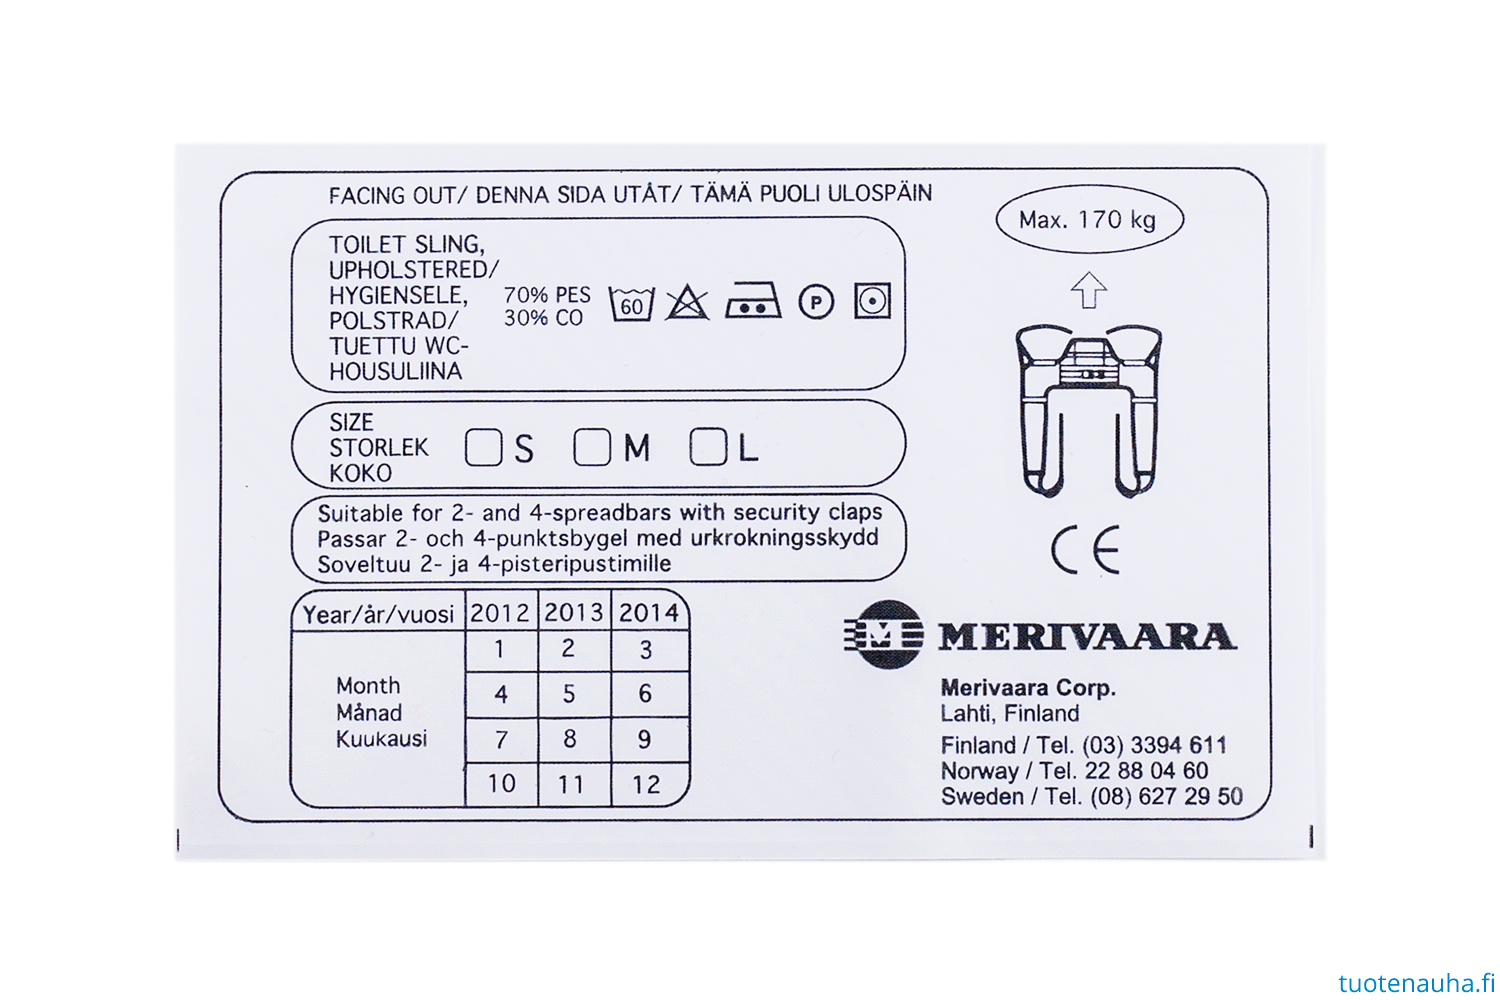 FACING OUT/ DENNA SIDA UTÅT/ TÄMÄ PUOLI ULOSPÄIN
TOILET SLING,
UPHOLSTERED/
HYGIENSELE,
POLSTRAD/
TUETTU WC-
HOUSULIINA
70% PES
30% CO
60
P
Max. 170 kg
SIZE
STORLEK
KOKO
S M L
Suitable for 2- and 4-spreadbars with security claps
Passar 2- och 4-punktsbygel med urkrokningsskydd
Soveltuu 2- ja 4-pisteripustimille
CE
Year/år/vuosi 2012 2013 2014
Month
Månad
Kuukausi
1 2 3
4 5 6
7 8 9
10 11 12
M MERIVAARA
Merivaara Corp.
Lahti, Finland
Finland / Tel. (03) 3394 611
Norway / Tel. 22 88 04 60
Sweden / Tel. (08) 627 29 50
tuotenauha.fi